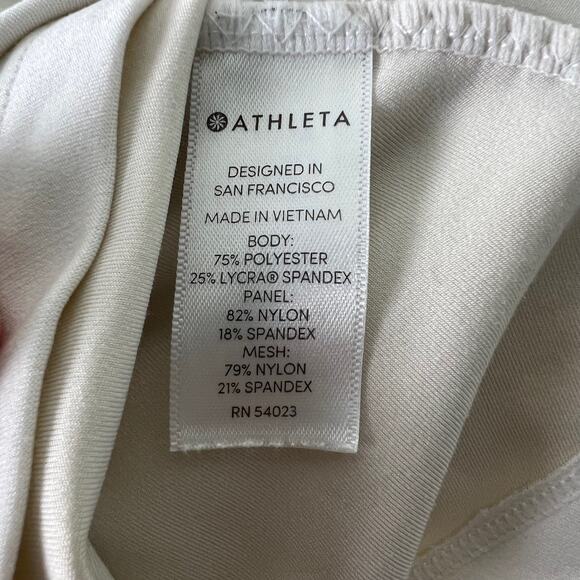 ATHLETA
DESIGNED IN
SAN FRANCISCO
MADE IN VIETNAM
BODY:
75% POLYESTER
25% LYCRA® SPANDEX
PANEL:
82% NYLON
18% SPANDEX
MESH:
79% NYLON
21% SPANDEX
RN 54023